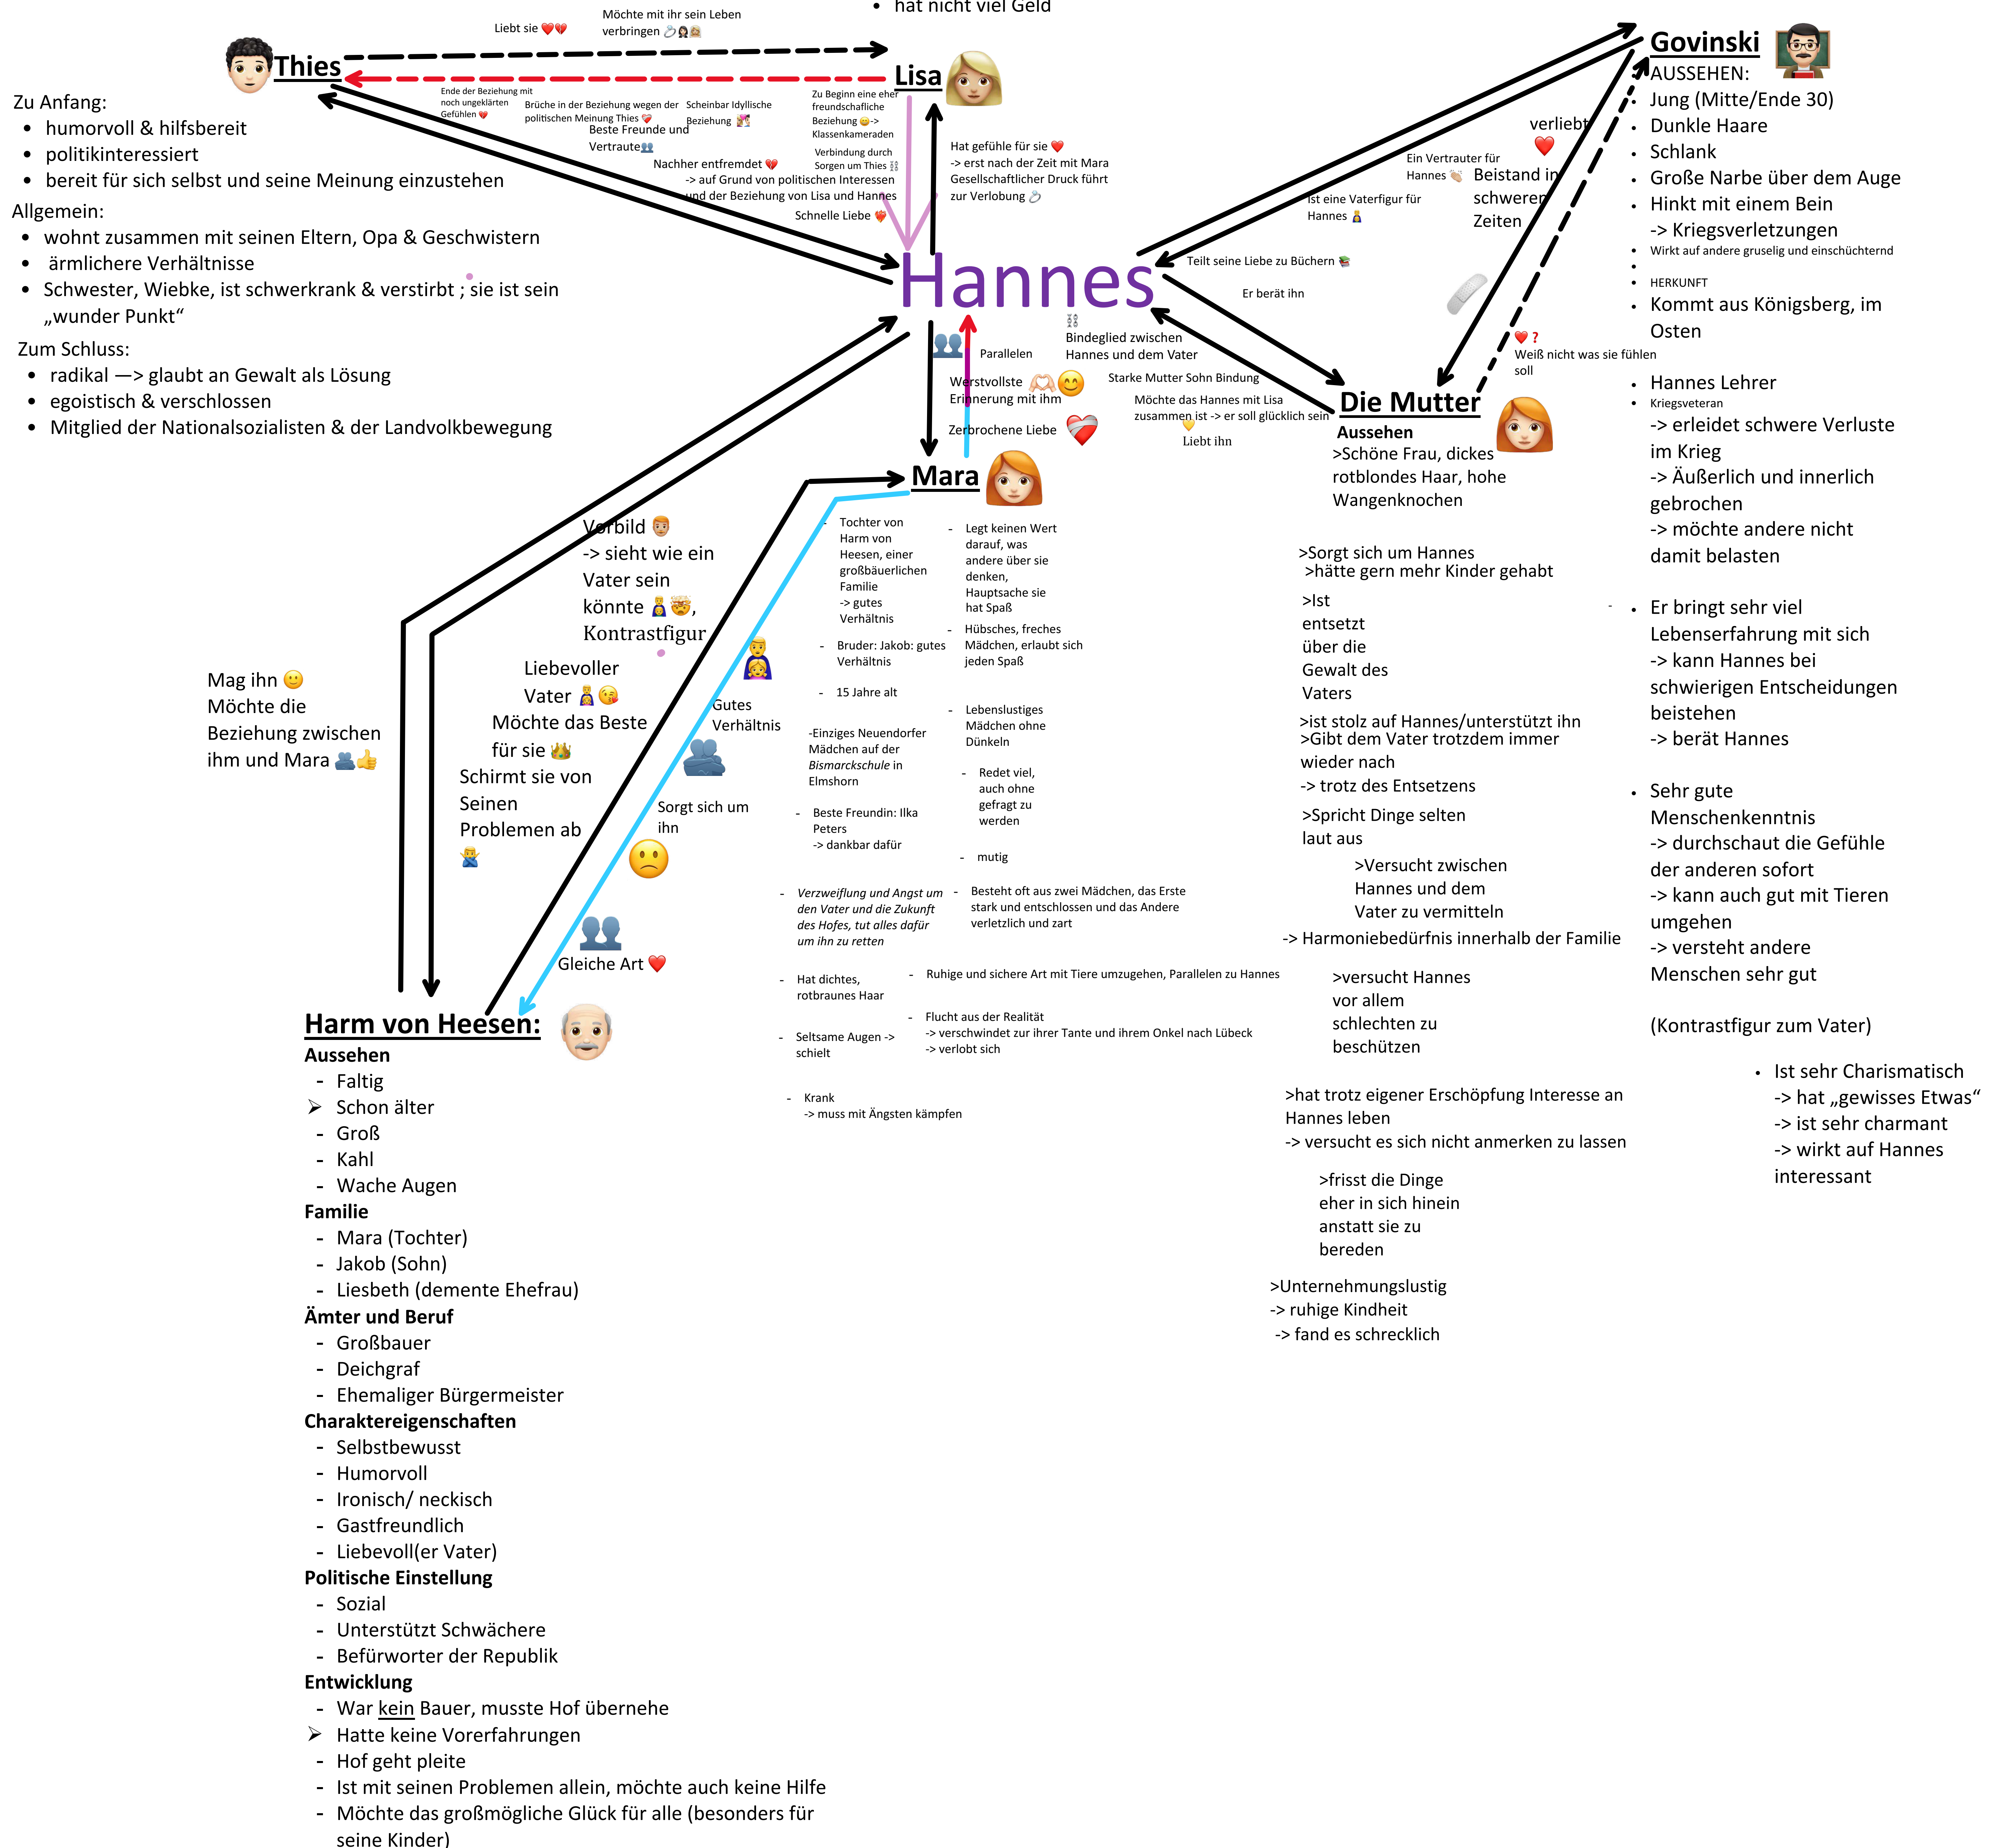 hat nicht viel Geld
Liebt sie
Möchte mit ihr sein Leben
verbringen
Thies
Lisa
Govinski
Ende der Beziehung mit
noch ungeklärten
Gefühlen
Brüche in der Beziehung wegen der
politischen Meinung Thies
Scheinbar Idyllische
Beziehung
Zu Beginn eine eher
freundschafliche
Beziehung ->
Klassenkameraden
Beste Freunde und
Vertraute
Verbindung durch
Sorgen um Thies
Nachher entfremdet
-> auf Grund von politischen Interessen
und der Beziehung von Lisa und Hannes
Schnelle Liebe
Hat gefühle für sie
-> erst nach der Zeit mit Mara
Gesellschaftlicher Druck führt
zur Verlobung
Zu Anfang:
humorvoll & hilfsbereit
politikinteressiert
bereit für sich selbst und seine Meinung einzustehen
Allgemein:
wohnt zusammen mit seinen Eltern, Opa & Geschwistern
ärmlichere Verhältnisse
Schwester, Wiebke, ist schwerkrank & verstirbt ; sie ist sein
„wunder Punkt“
Zum Schluss:
radikal —> glaubt an Gewalt als Lösung
egoistisch & verschlossen
Mitglied der Nationalsozialisten & der Landvolkbewegung
verliebt
Ein Vertrauter für
Hannes
Beistand in
schweren
Zeiten
Ist eine Vaterfigur für
Hannes
Teilt seine Liebe zu Büchern
Er berät ihn
Hannes
AUSSEHEN:
Jung (Mitte/Ende 30)
Dunkle Haare
Schlank
Große Narbe über dem Auge
Hinkt mit einem Bein
-> Kriegsverletzungen
Wirkt auf andere gruselig und einschüchternd
HERKUNFT
Kommt aus Königsberg, im
Osten
Hannes Lehrer
Kriegsveteran
-> erleidet schwere Verluste
im Krieg
-> Äußerlich und innerlich
gebrochen
-> möchte andere nicht
damit belasten
Er bringt sehr viel
Lebenserfahrung mit sich
-> kann Hannes bei
schwierigen Entscheidungen
beistehen
-> berät Hannes
Sehr gute
Menschenkenntnis
-> durchschaut die Gefühle
der anderen sofort
-> kann auch gut mit Tieren
umgehen
-> versteht andere
Menschen sehr gut
(Kontrastfigur zum Vater)
Ist sehr Charismatisch
-> hat „gewisses Etwas“
-> ist sehr charmant
-> wirkt auf Hannes
interessant
Weiß nicht was sie fühlen
soll
Bindeglied zwischen
Hannes und dem Vater
Parallelen
Starke Mutter Sohn Bindung
Werstvollste
Erinnerung mit ihm
Möchte das Hannes mit Lisa
zusammen ist -> er soll glücklich sein
Zerbrochene Liebe
Liebt ihn
Die Mutter
Aussehen
>Schöne Frau, dickes
rotblondes Haar, hohe
Wangenknochen
>Sorgt sich um Hannes
>hätte gern mehr Kinder gehabt
>Ist
entsetzt
über die
Gewalt des
Vaters
>ist stolz auf Hannes/unterstützt ihn
>Gibt dem Vater trotzdem immer
wieder nach
-> trotz des Entsetzens
>Spricht Dinge selten
laut aus
>Versucht zwischen
Hannes und dem
Vater zu vermitteln
-> Harmoniebedürfnis innerhalb der Familie
>versucht Hannes
vor allem
schlechten zu
beschützen
>hat trotz eigener Erschöpfung Interesse an
Hannes leben
-> versucht es sich nicht anmerken zu lassen
>frisst die Dinge
eher in sich hinein
anstatt sie zu
bereden
>Unternehmungslustig
-> ruhige Kindheit
-> fand es schrecklich
Mara
- Tochter von
Harm von
Heesen, einer
großbäuerlichen
Familie
-> gutes
Verhältnis
- Bruder: Jakob: gutes
Verhältnis
- 15 Jahre alt
-Einziges Neuendorfer
Mädchen auf der
Bismarckschule in
Elmshorn
- Beste Freundin: Ilka
Peters
-> dankbar dafür
- Verzweiflung und Angst um
den Vater und die Zukunft
des Hofes, tut alles dafür
um ihn zu retten
- Hat dichtes,
rotbraunes Haar
- Seltsame Augen ->
schielt
- Krank
-> muss mit Ängsten kämpfen
- Legt keinen Wert
darauf, was
andere über sie
denken,
Hauptsache sie
hat Spaß
- Hübsches, freches
Mädchen, erlaubt sich
jeden Spaß
- Lebenslustiges
Mädchen ohne
Dünkeln
- Redet viel,
auch ohne
gefragt zu
werden
- mutig
- Besteht oft aus zwei Mädchen, das Erste
stark und entschlossen und das Andere
verletzlich und zart
- Ruhige und sichere Art mit Tiere umzugehen, Parallelen zu Hannes
- Flucht aus der Realität
-> verschwindet zur ihrer Tante und ihrem Onkel nach Lübeck
-> verlobt sich
Vorbild
-> sieht wie ein
Vater sein
könnte ,
Kontrastfigur
Mag ihn
Möchte die
Beziehung zwischen
ihm und Mara
Liebevoller
Vater
Möchte das Beste
für sie
Schirmt sie von
Seinen
Problemen ab
Gutes
Verhältnis
Sorgt sich um
ihn
Gleiche Art
Harm von Heesen:
Aussehen
- Faltig
Schon älter
- Groß
- Kahl
- Wache Augen
Familie
- Mara (Tochter)
- Jakob (Sohn)
- Liesbeth (demente Ehefrau)
Ämter und Beruf
- Großbauer
- Deichgraf
- Ehemaliger Bürgermeister
Charaktereigenschaften
- Selbstbewusst
- Humorvoll
- Ironisch/ neckisch
- Gastfreundlich
- Liebevoll(er Vater)
Politische Einstellung
- Sozial
- Unterstützt Schwächere
- Befürworter der Republik
Entwicklung
- War kein Bauer, musste Hof übernehe
Hatte keine Vorerfahrungen
- Hof geht pleite
- Ist mit seinen Problemen allein, möchte auch keine Hilfe
- Möchte das großmögliche Glück für alle (besonders für
seine Kinder)